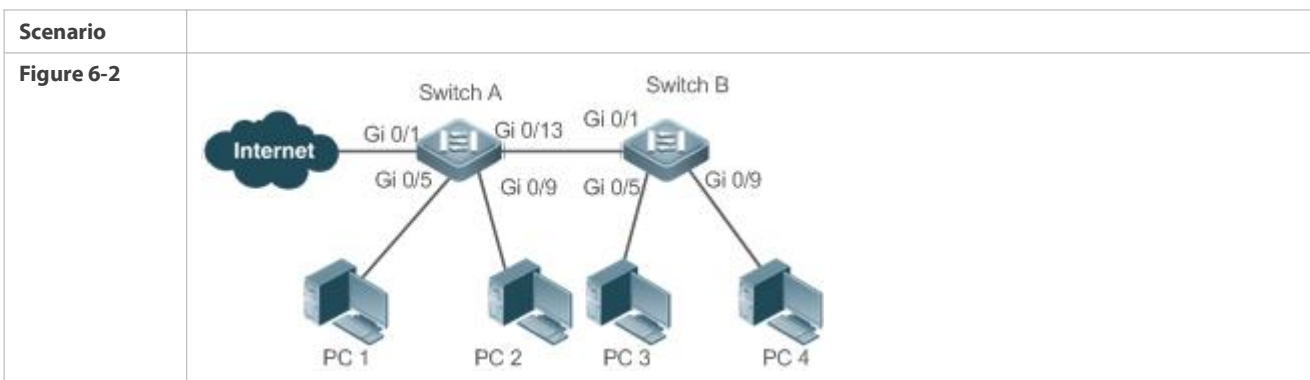 Scenario
Figure 6-2
Switch A
Switch B
Internet
Gi 0/1
Gi 0/13
Gi 0/1
Gi 0/5
Gi 0/9
Gi 0/5
Gi 0/9
PC 1
PC 2
PC 3
PC 4